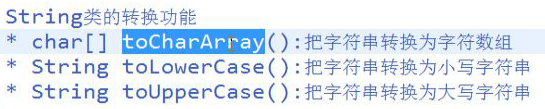 String类的转换功能
* char[] toCharArray():把字符串转换为字符数组
* String toLowerCase():把字符串转换为小写字符串
* String toUpperCase():把字符串转换为大写字符串